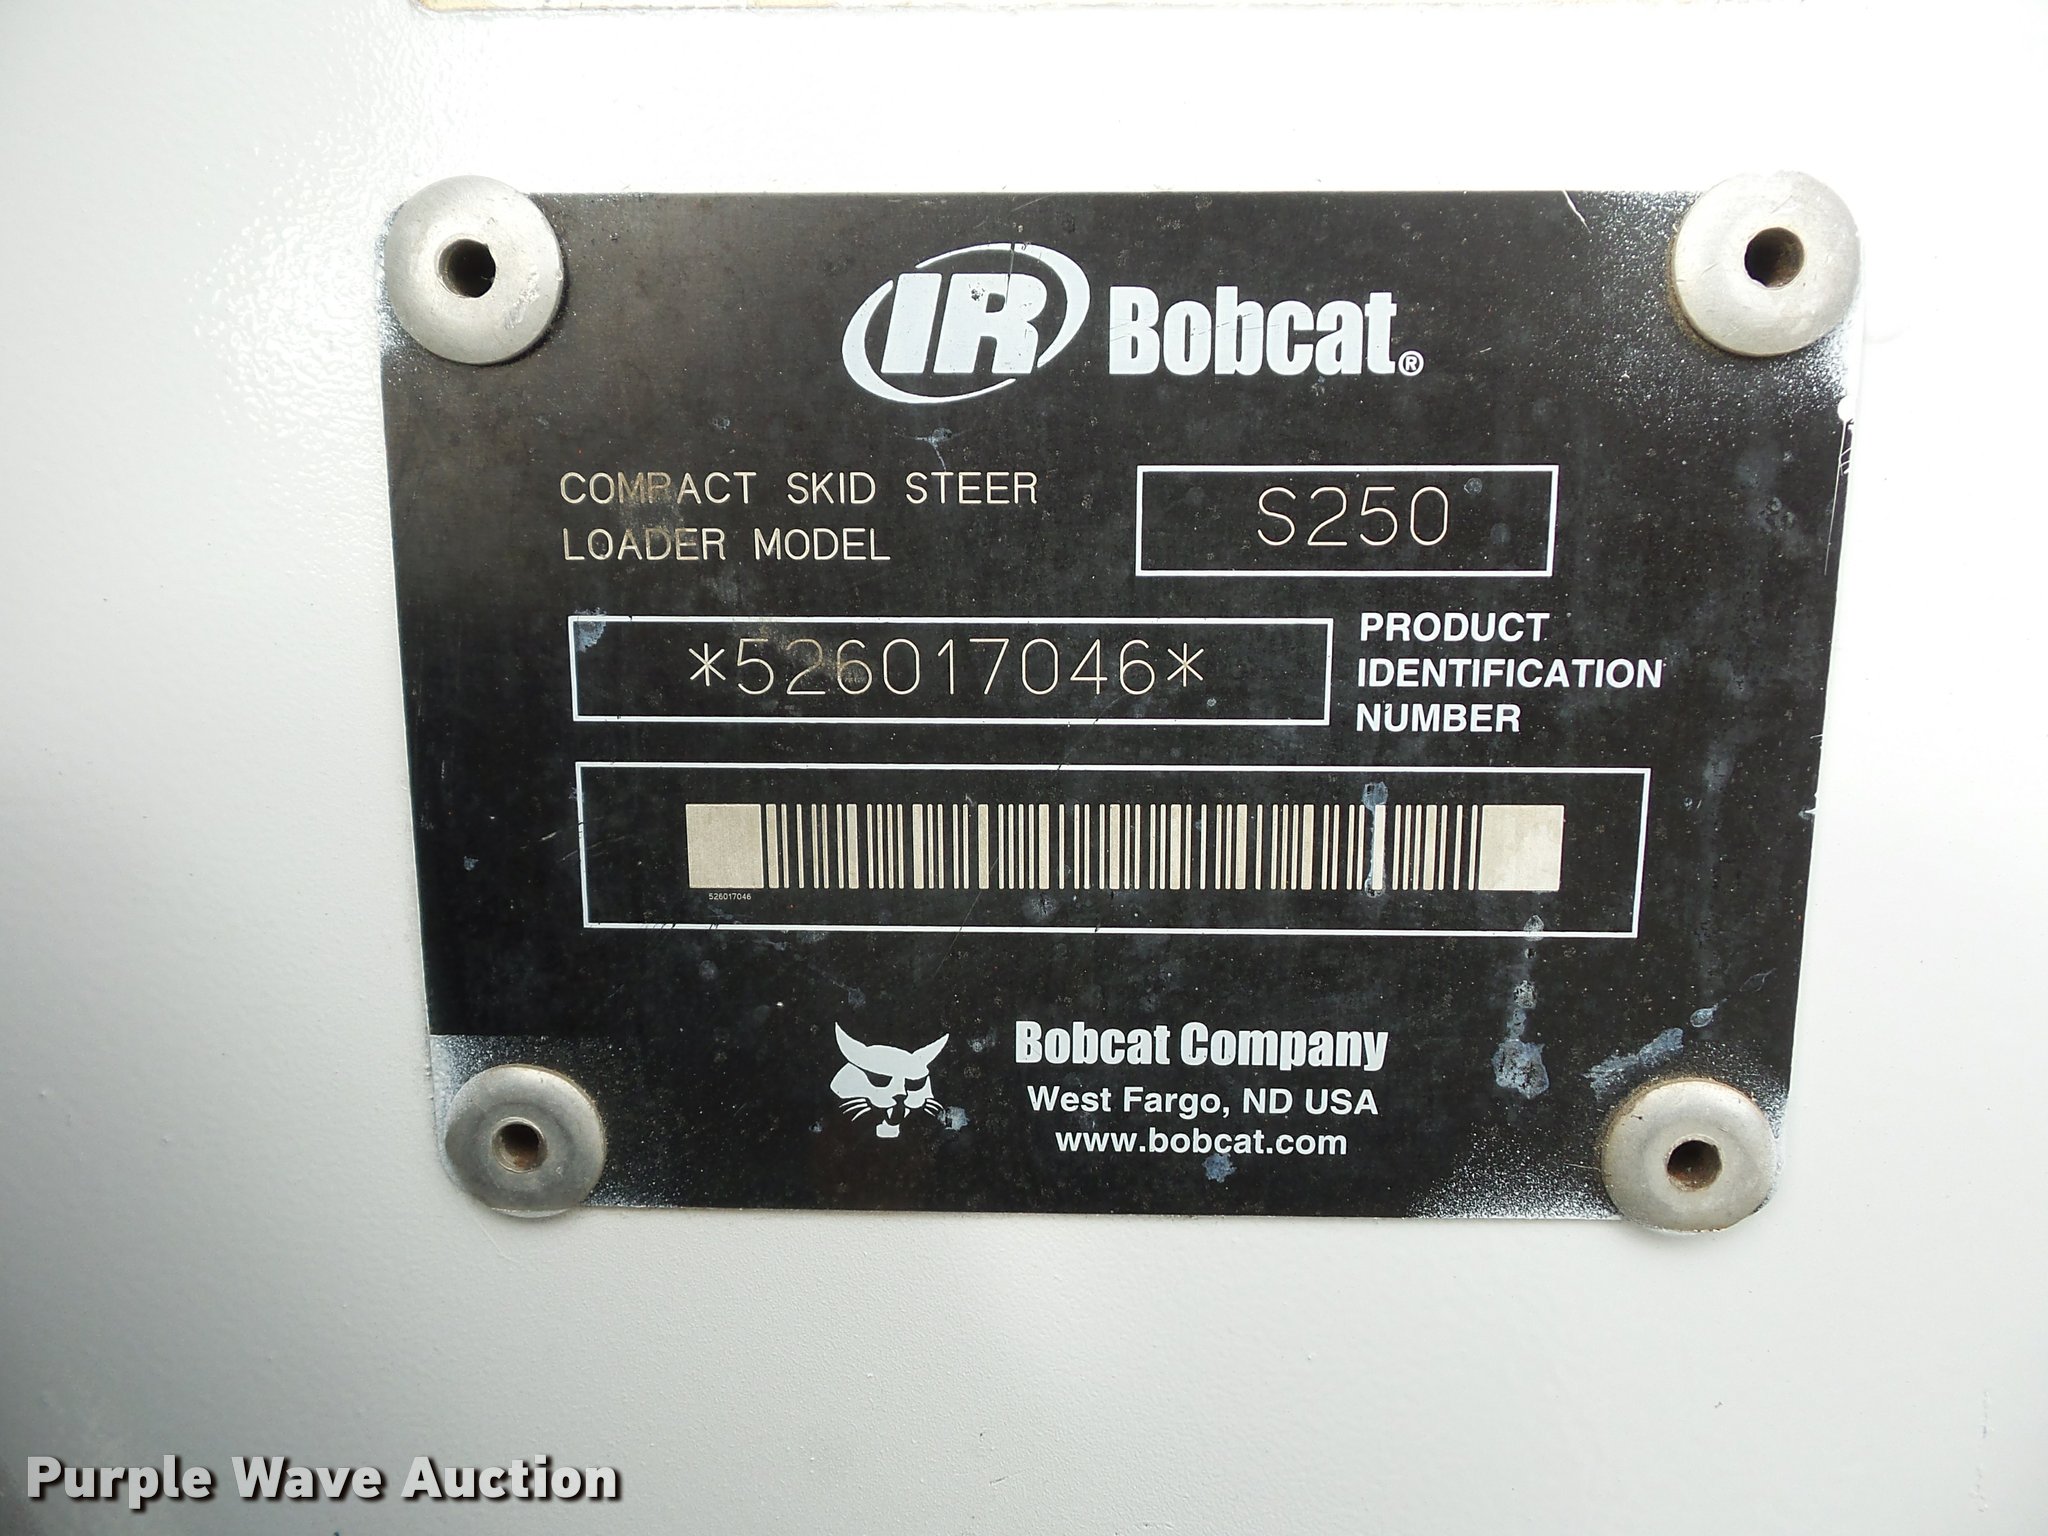 IR Bobcat®
COMPACT SKID STEER
LOADER MODEL
S250
*526017046*
PRODUCT
IDENTIFICATION
NUMBER
526017046
Bobcat Company
West Fargo, ND USA
www.bobcat.com
Purple Wave Auction